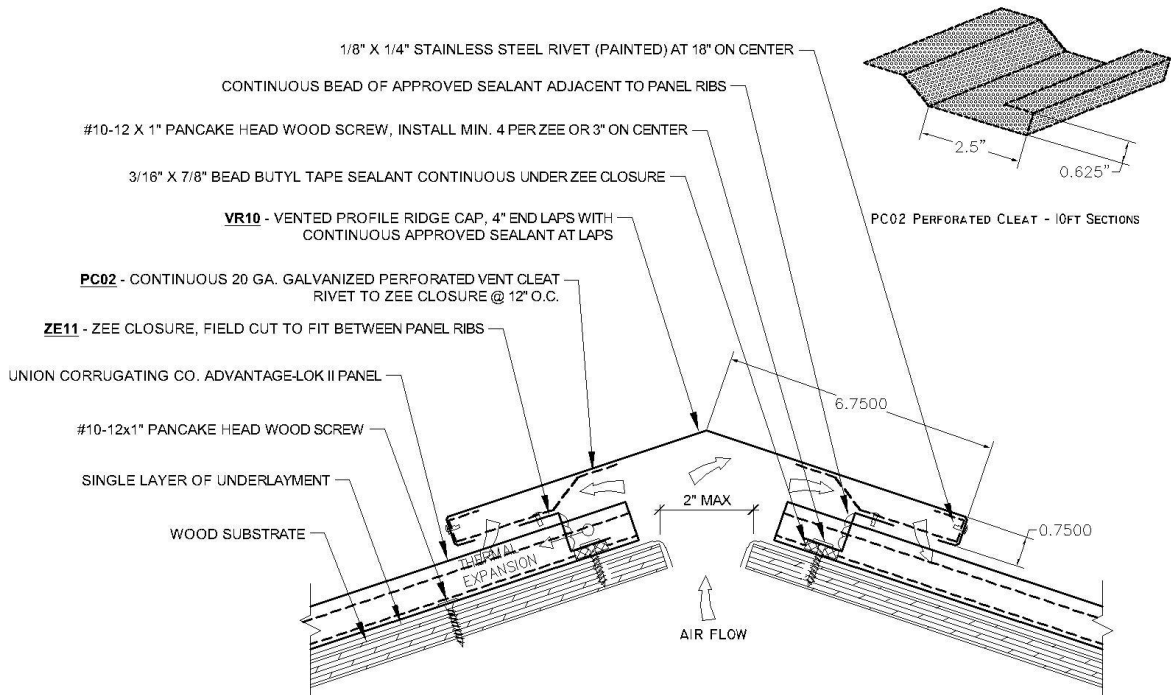 1/8" X 1/4" STAINLESS STEEL RIVET (PAINTED) AT 18" ON CENTER
CONTINUOUS BEAD OF APPROVED SEALANT ADJACENT TO PANEL RIBS
#10-12 X 1" PANCAKE HEAD WOOD SCREW, INSTALL MIN. 4 PER ZEE OR 3" ON CENTER
3/16" X 7/8" BEAD BUTYL TAPE SEALANT CONTINUOUS UNDER ZEE CLOSURE
VR10 - VENTED PROFILE RIDGE CAP, 4" END LAPS WITH
CONTINUOUS APPROVED SEALANT AT LAPS
PC02 - CONTINUOUS 20 GA. GALVANIZED PERFORATED VENT CLEAT
RIVET TO ZEE CLOSURE @ 12" O.C.
ZE11 - ZEE CLOSURE, FIELD CUT TO FIT BETWEEN PANEL RIBS
UNION CORRUGATING CO. ADVANTAGE-LOK II PANEL
#10-12x1" PANCAKE HEAD WOOD SCREW
SINGLE LAYER OF UNDERLAYMENT
WOOD SUBSTRATE
2.5"
0.625"
PC02 PERFORATED CLEAT - 10FT SECTIONS
6.7500
2" MAX
0.7500
THERMAL
EXPANSION
AIR FLOW